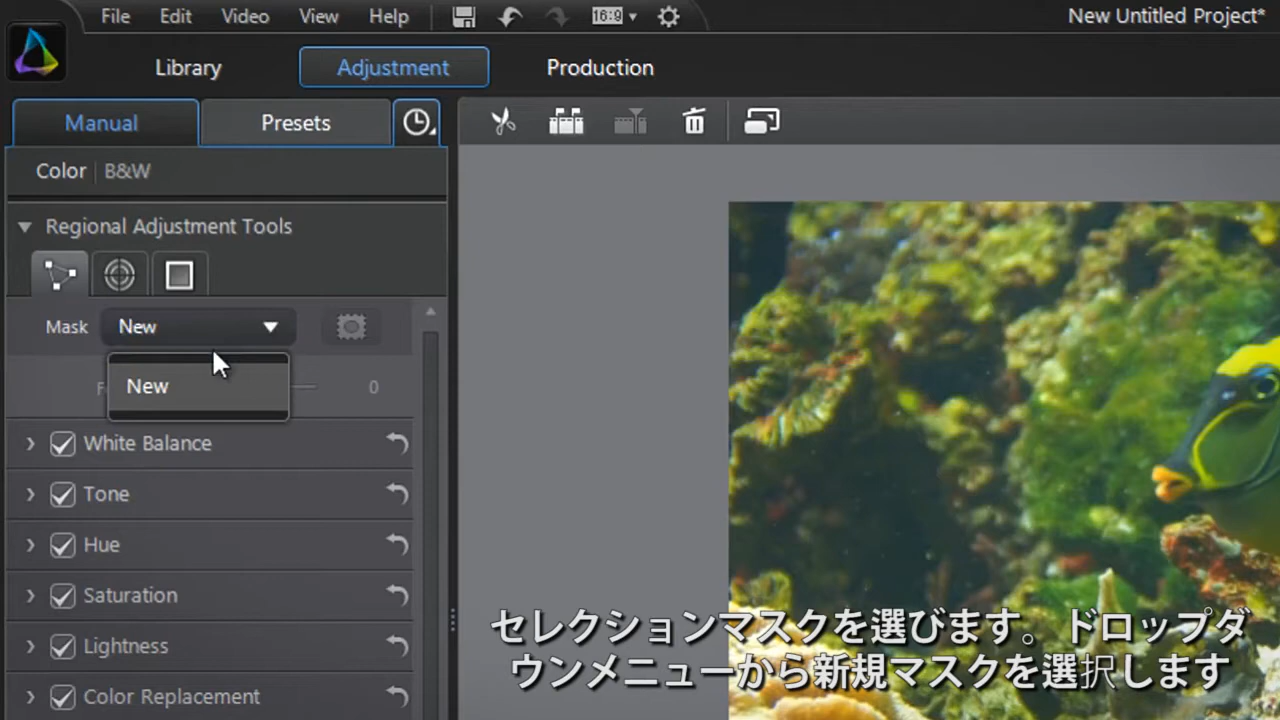 File Edit Video View Help 16:9 New Untitled Project*
Library Adjustment Production
Manual Presets
Color | B&W
Regional Adjustment Tools
Mask New
New
0
White Balance
Tone
Hue
Saturation
Lightness
Color Replacement
セレクションマスクを選びます。ドロップダ
ウンメニューから新規マスクを選択します